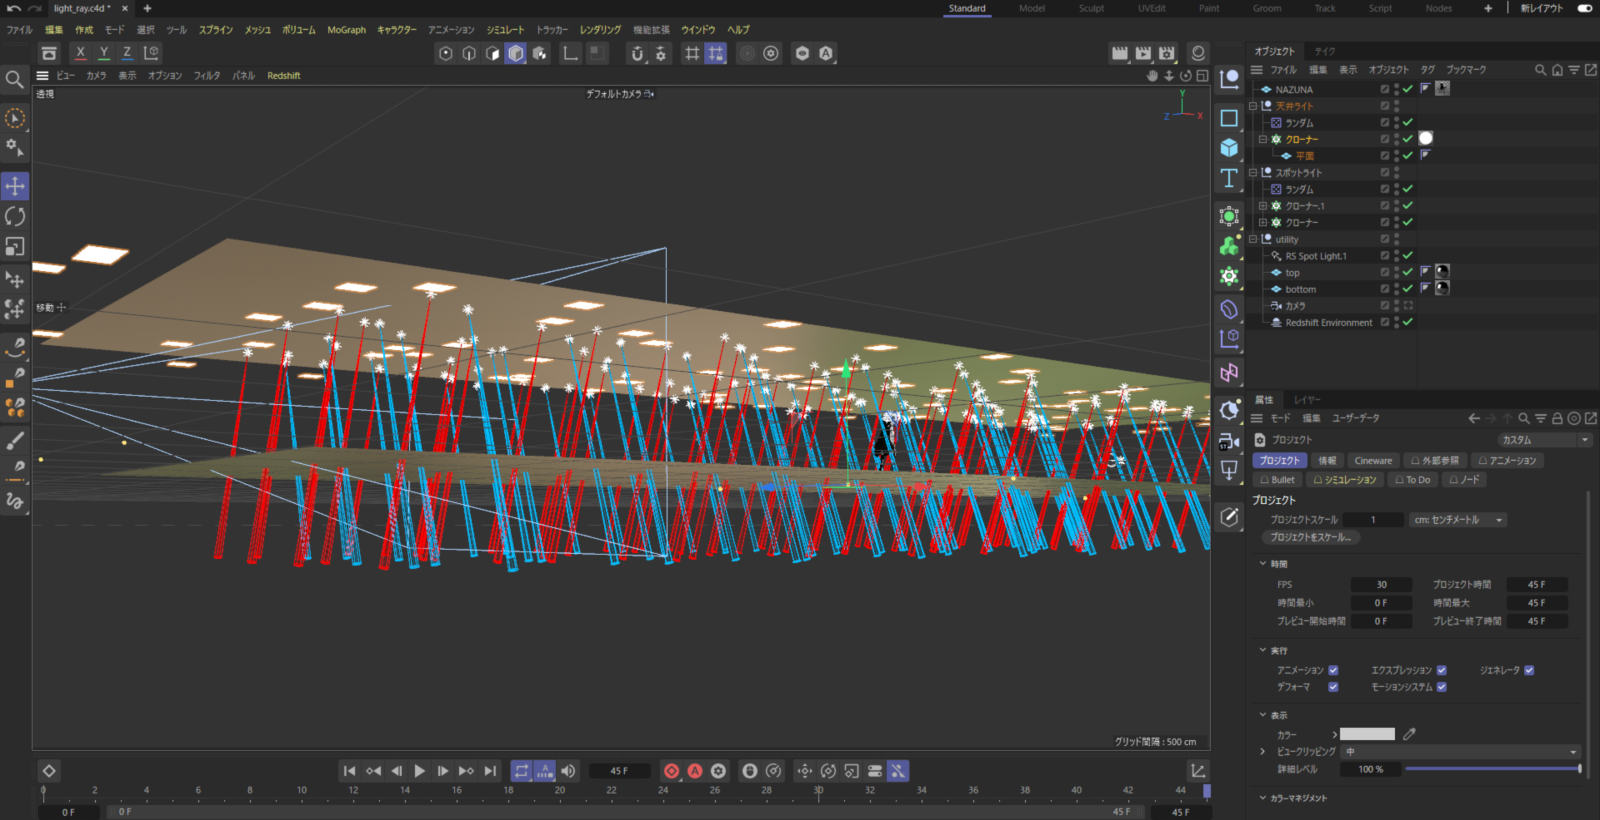 light_ray.c4d * × +
Standard Model Sculpt UVEdit Paint Groom Track Script Nodes + 新レイアウト
ファイル 編集 作成 モード 選択 ツール スプライン メッシュ ボリューム MoGraph キャラクター アニメーション シミュレート トラッカー レンダリング 機能拡張 ウインドウ ヘルプ
X Y Z
ビュー カメラ 表示 オプション フィルタ パネル Redshift
透視
デフォルトカメラ
Y
Z X
移動
グリッド間隔 : 500 cm
オブジェクト テイク
ファイル 編集 表示 オブジェクト タグ ブックマーク
NAZUNA
天井ライト
ランダム
クローナー
平面
スポットライト
ランダム
クローナー.1
クローナー
utility
RS Spot Light.1
top
bottom
カメラ
Redshift Environment
属性 レイヤー
モード 編集 ユーザーデータ
プロジェクト カスタム
プロジェクト 情報 Cineware 外部参照 アニメーション
Bullet シミュレーション To Do ノード
プロジェクト
プロジェクトスケール 1 cm: センチメートル
プロジェクトをスケール...
時間
FPS 30 プロジェクト時間 45 F
時間最小 0 F 時間最大 45 F
プレビュー開始時間 0 F プレビュー終了時間 45 F
実行
アニメーション エクスプレッション ジェネレータ
デフォーマ モーションシステム
表示
カラー
ビュークリッピング 中
詳細レベル 100 %
カラーマネジメント
45 F
0 2 4 6 8 10 12 14 16 18 20 22 24 26 28 30 32 34 36 38 40 42 44
0 F 0 F 45 F 45 F